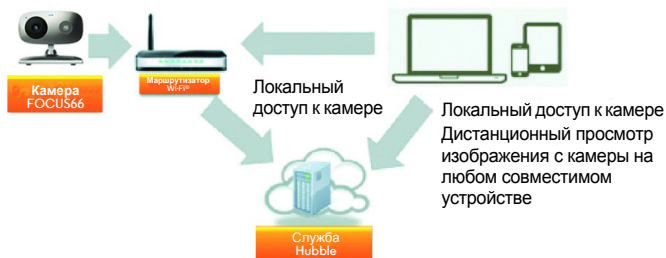 Камера
FOCUS66
Маршрутизатор
Wi-Fi®
Локальный
доступ к камере
Локальный доступ к камере
Дистанционный просмотр
изображения с камеры на
любом совместимом
устройстве
Служба
Hubble